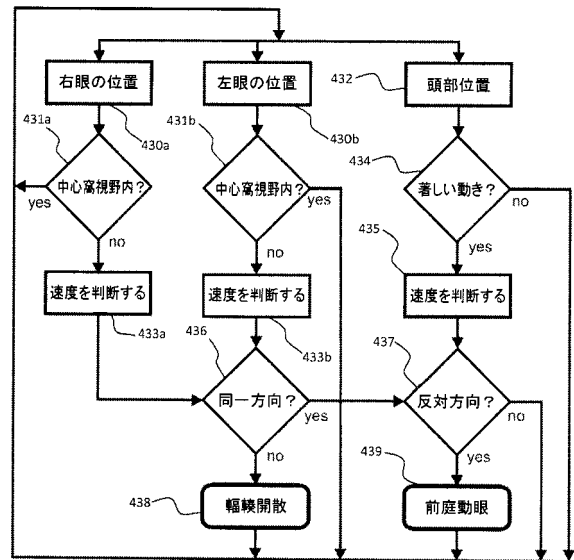 右眼の位置
左眼の位置
432
頭部位置
431a
430a
431b
430b
434
中心窩視野内?
中心窩視野内?
著しい動き?
yes
yes
no
no
no
yes
435
速度を判断する
速度を判断する
速度を判断する
433a
436
433b
437
同一方向?
反対方向?
yes
no
no
yes
438
439
輻輳開散
前庭動眼